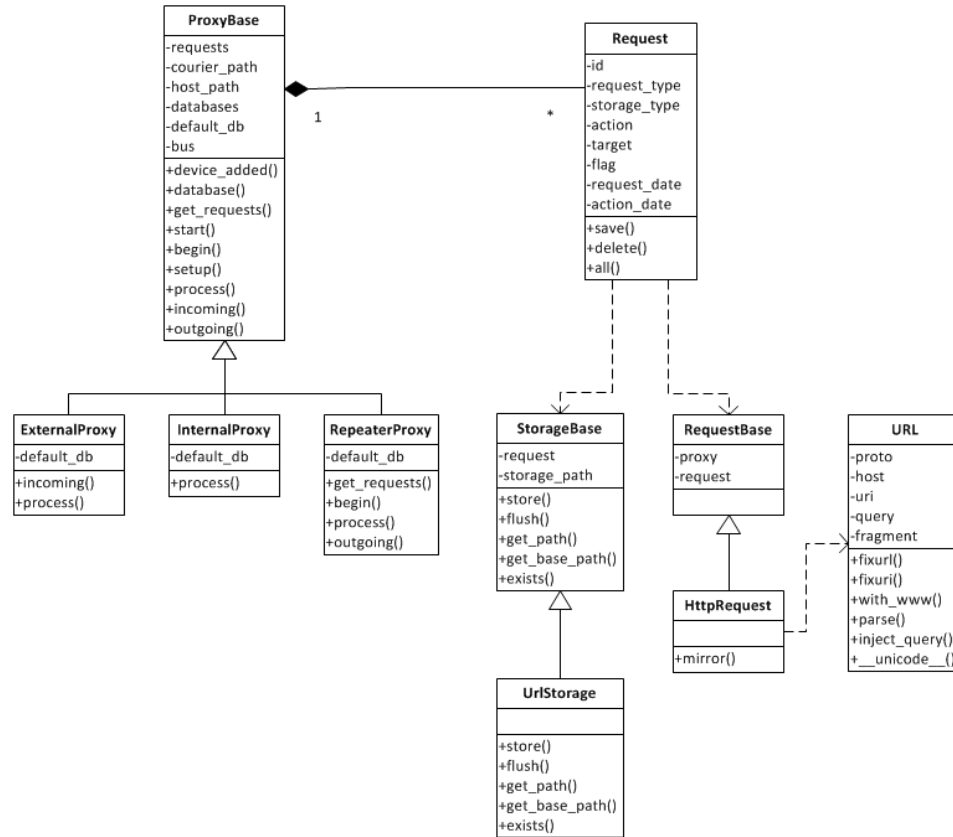 ProxyBase
-requests
-courier_path
-host_path
-databases
-default_db
-bus
+device_added()
+database()
+get_requests()
+start()
+begin()
+setup()
+process()
+incoming()
+outgoing()
1
*
Request
-id
-request_type
-storage_type
-action
-target
-flag
-request_date
-action_date
+save()
+delete()
+all()
ExternalProxy
-default_db
+incoming()
+process()
InternalProxy
-default_db
+process()
RepeaterProxy
-default_db
+get_requests()
+begin()
+process()
+outgoing()
StorageBase
-request
-storage_path
+store()
+flush()
+get_path()
+get_base_path()
+exists()
RequestBase
-proxy
-request
URL
-proto
-host
-uri
-query
-fragment
+fixurl()
+fixuri()
+with_www()
+parse()
+inject_query()
+__unicode__()
HttpRequest
+mirror()
UrlStorage
+store()
+flush()
+get_path()
+get_base_path()
+exists()